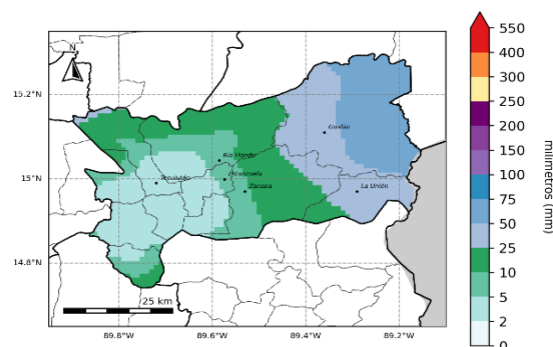 N
15.2°N
15°N
14.8°N
89.8°W
89.6°W
89.4°W
89.2°W
Gualán
Río Hondo
Teculután
Zacapa
La Unión
25 km
550
400
300
250
200
150
100
75
50
25
10
5
2
0
milímetros (mm)